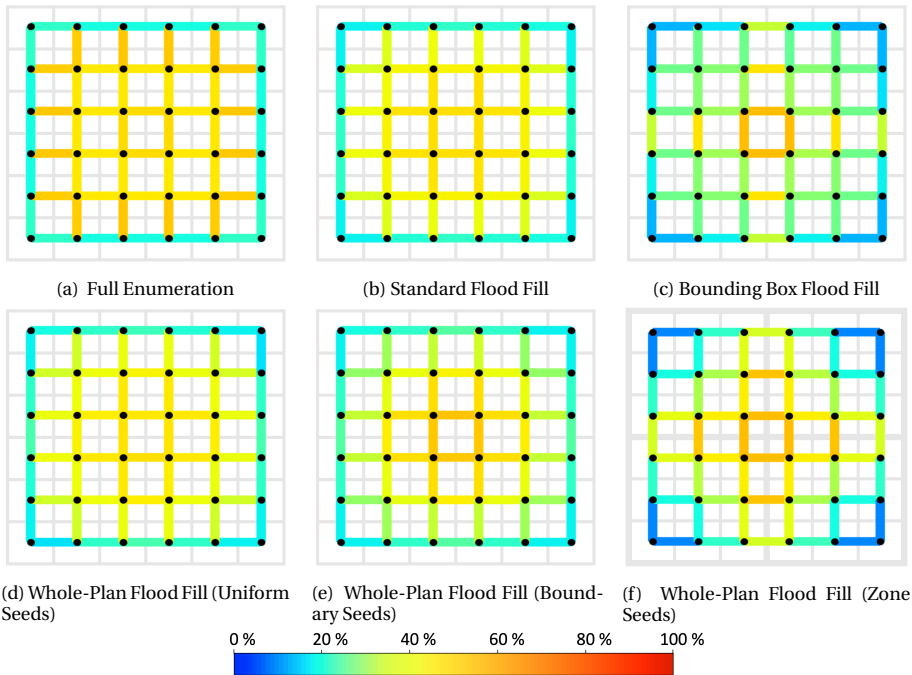 (a) Full Enumeration
(b) Standard Flood Fill
(c) Bounding Box Flood Fill
(d) Whole-Plan Flood Fill (Uniform
Seeds)
(e) Whole-Plan Flood Fill (Bound-
ary Seeds)
(f) Whole-Plan Flood Fill (Zone
Seeds)
0 % 20 % 40 % 60 % 80 % 100 %